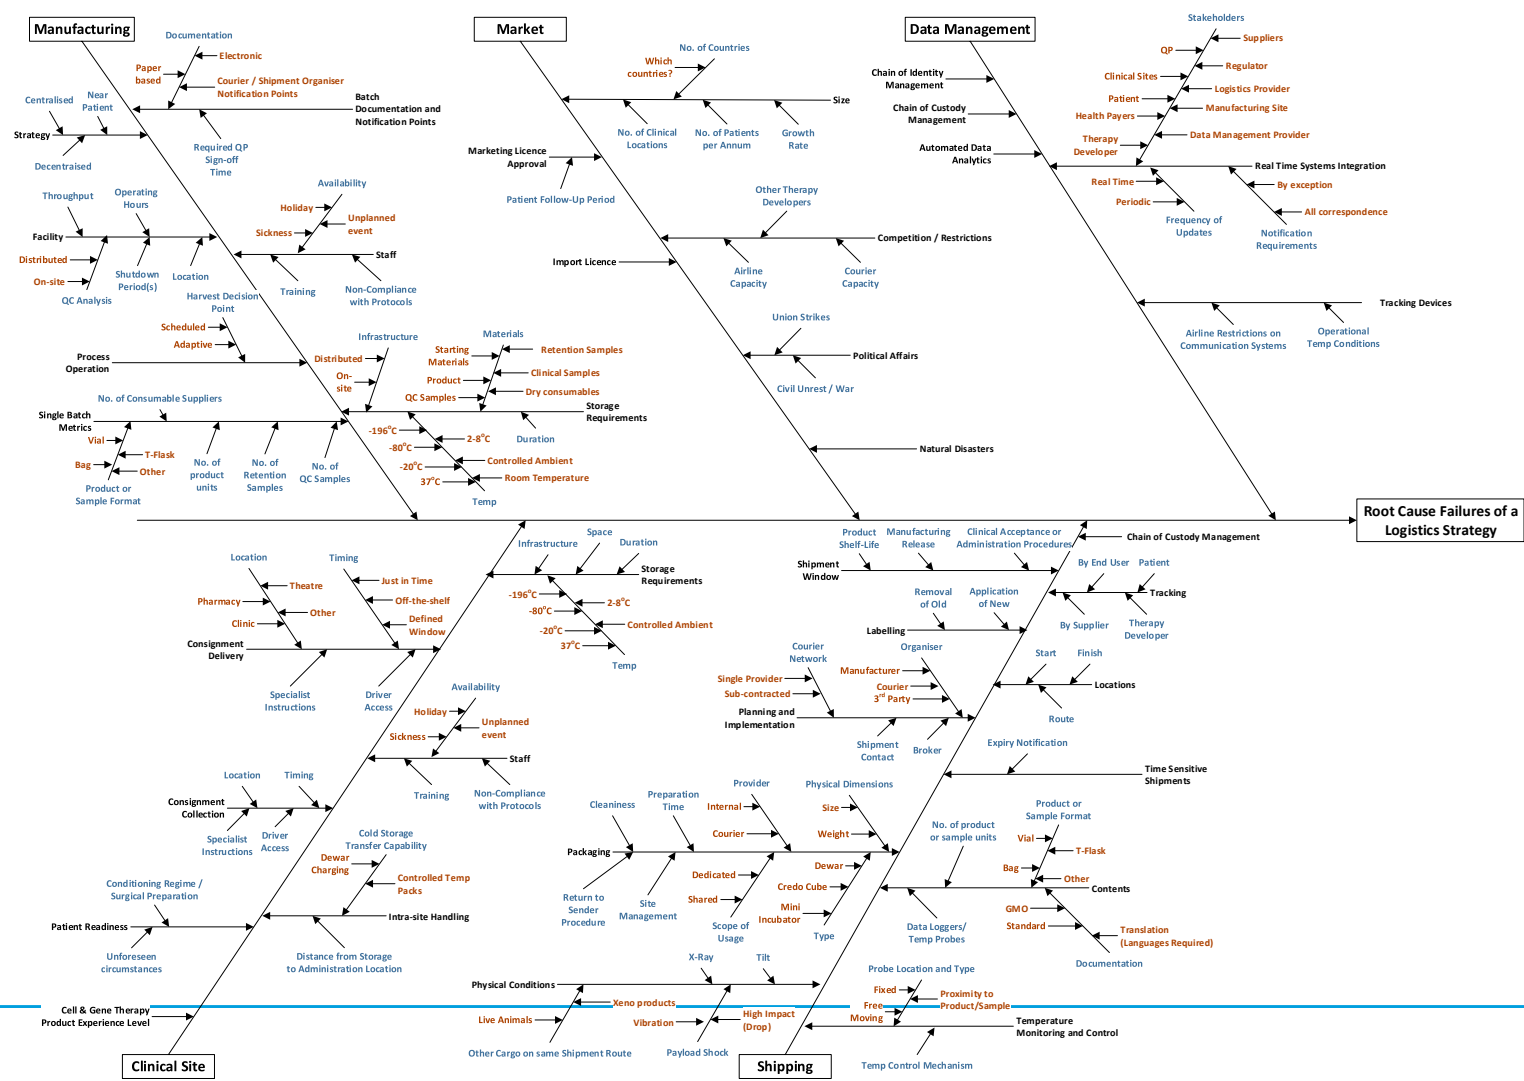 Manufacturing
Documentation
Electronic
Paper
based
Courier / Shipment Organiser
Notification Points
Batch
Documentation and
Notification Points
Centralised
Near
Patient
Strategy
Decentraised
Required QP
Sign-off
Time
Throughput
Operating
Hours
Facility
Distributed
On-site
QC Analysis
Shutdown
Period(s)
Location
Availability
Holiday
Unplanned
event
Sickness
Staff
Training
Non-Compliance
with Protocols
Harvest Decision
Point
Scheduled
Adaptive
Process
Operation
Infrastructure
Distributed
On-
site
Materials
Starting
Materials
Retention Samples
Product
Clinical Samples
QC Samples
Dry consumables
Storage
Requirements
Duration
-196°C
2-8°C
-80°C
Controlled Ambient
-20°C
Room Temperature
37°C
Temp
No. of Consumable Suppliers
Single Batch
Metrics
Vial
T-Flask
Bag
Other
Product or
Sample Format
No. of
product
units
No. of
Retention
Samples
No. of
QC Samples
Market
No. of Countries
Which
countries?
Size
No. of Clinical
Locations
No. of Patients
per Annum
Growth
Rate
Marketing Licence
Approval
Patient Follow-Up Period
Other Therapy
Developers
Competition / Restrictions
Airline
Capacity
Courier
Capacity
Import Licence
Union Strikes
Political Affairs
Civil Unrest / War
Natural Disasters
Data Management
Stakeholders
Suppliers
QP
Regulator
Clinical Sites
Logistics Provider
Patient
Manufacturing Site
Health Payers
Data Management Provider
Therapy
Developer
Chain of Identity
Management
Chain of Custody
Management
Automated Data
Analytics
Real Time Systems Integration
Real Time
Periodic
Frequency of
Updates
By exception
All correspondence
Notification
Requirements
Tracking Devices
Airline Restrictions on
Communication Systems
Operational
Temp Conditions
Root Cause Failures of a
Logistics Strategy
Location
Theatre
Pharmacy
Other
Clinic
Timing
Just in Time
Off-the-shelf
Defined
Window
Consignment
Delivery
Specialist
Instructions
Driver
Access
Infrastructure
Space
Duration
Storage
Requirements
-196°C
2-8°C
-80°C
Controlled Ambient
-20°C
37°C
Temp
Availability
Holiday
Unplanned
event
Sickness
Staff
Training
Non-Compliance
with Protocols
Location
Timing
Consignment
Collection
Specialist
Instructions
Driver
Access
Cold Storage
Transfer Capability
Dewar
Charging
Controlled Temp
Packs
Intra-site Handling
Distance from Storage
to Administration Location
Conditioning Regime /
Surgical Preparation
Patient Readiness
Unforeseen
circumstances
Cell & Gene Therapy
Product Experience Level
Clinical Site
Product
Shelf-Life
Manufacturing
Release
Clinical Acceptance or
Administration Procedures
Shipment
Window
Chain of Custody Management
By End User
Patient
Tracking
By Supplier
Therapy
Developer
Removal
of Old
Application
of New
Labelling
Start
Finish
Locations
Route
Courier
Network
Single Provider
Sub-contracted
Organiser
Manufacturer
Courier
3rd Party
Planning and
Implementation
Shipment
Contact
Broker
Expiry Notification
Time Sensitive
Shipments
Cleaniness
Preparation
Time
Provider
Internal
Courier
Physical Dimensions
Size
Weight
Packaging
Return to
Sender
Procedure
Site
Management
Dedicated
Shared
Scope of
Usage
Dewar
Credo Cube
Mini
Incubator
Type
No. of product
or sample units
Product or
Sample Format
Vial
T-Flask
Bag
Other
Contents
Data Loggers/
Temp Probes
GMO
Standard
Translation
(Languages Required)
Documentation
X-Ray
Tilt
Physical Conditions
Xeno products
Live Animals
Other Cargo on same Shipment Route
Vibration
High Impact
(Drop)
Payload Shock
Probe Location and Type
Fixed
Proximity to
Product/Sample
Free
Moving
Temperature
Monitoring and Control
Temp Control Mechanism
Shipping